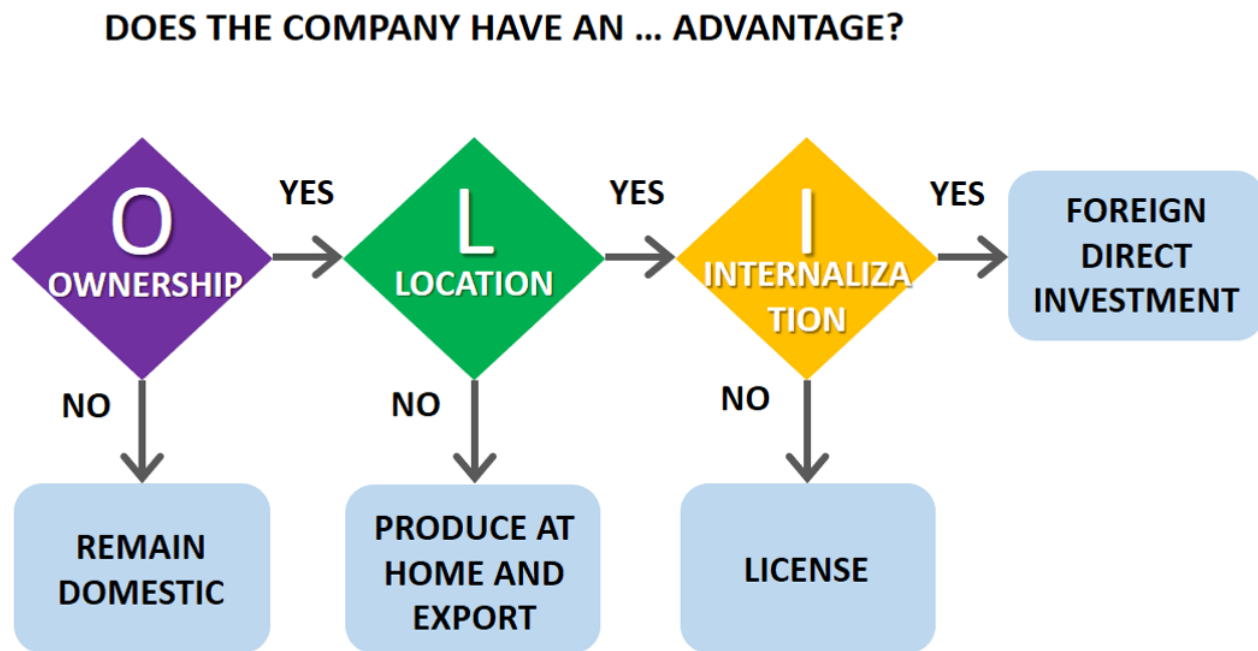 DOES THE COMPANY HAVE AN ... ADVANTAGE?
O
OWNERSHIP
YES
L
LOCATION
YES
I
INTERNALIZA
TION
YES
FOREIGN
DIRECT
INVESTMENT
NO
NO
NO
REMAIN
DOMESTIC
PRODUCE AT
HOME AND
EXPORT
LICENSE